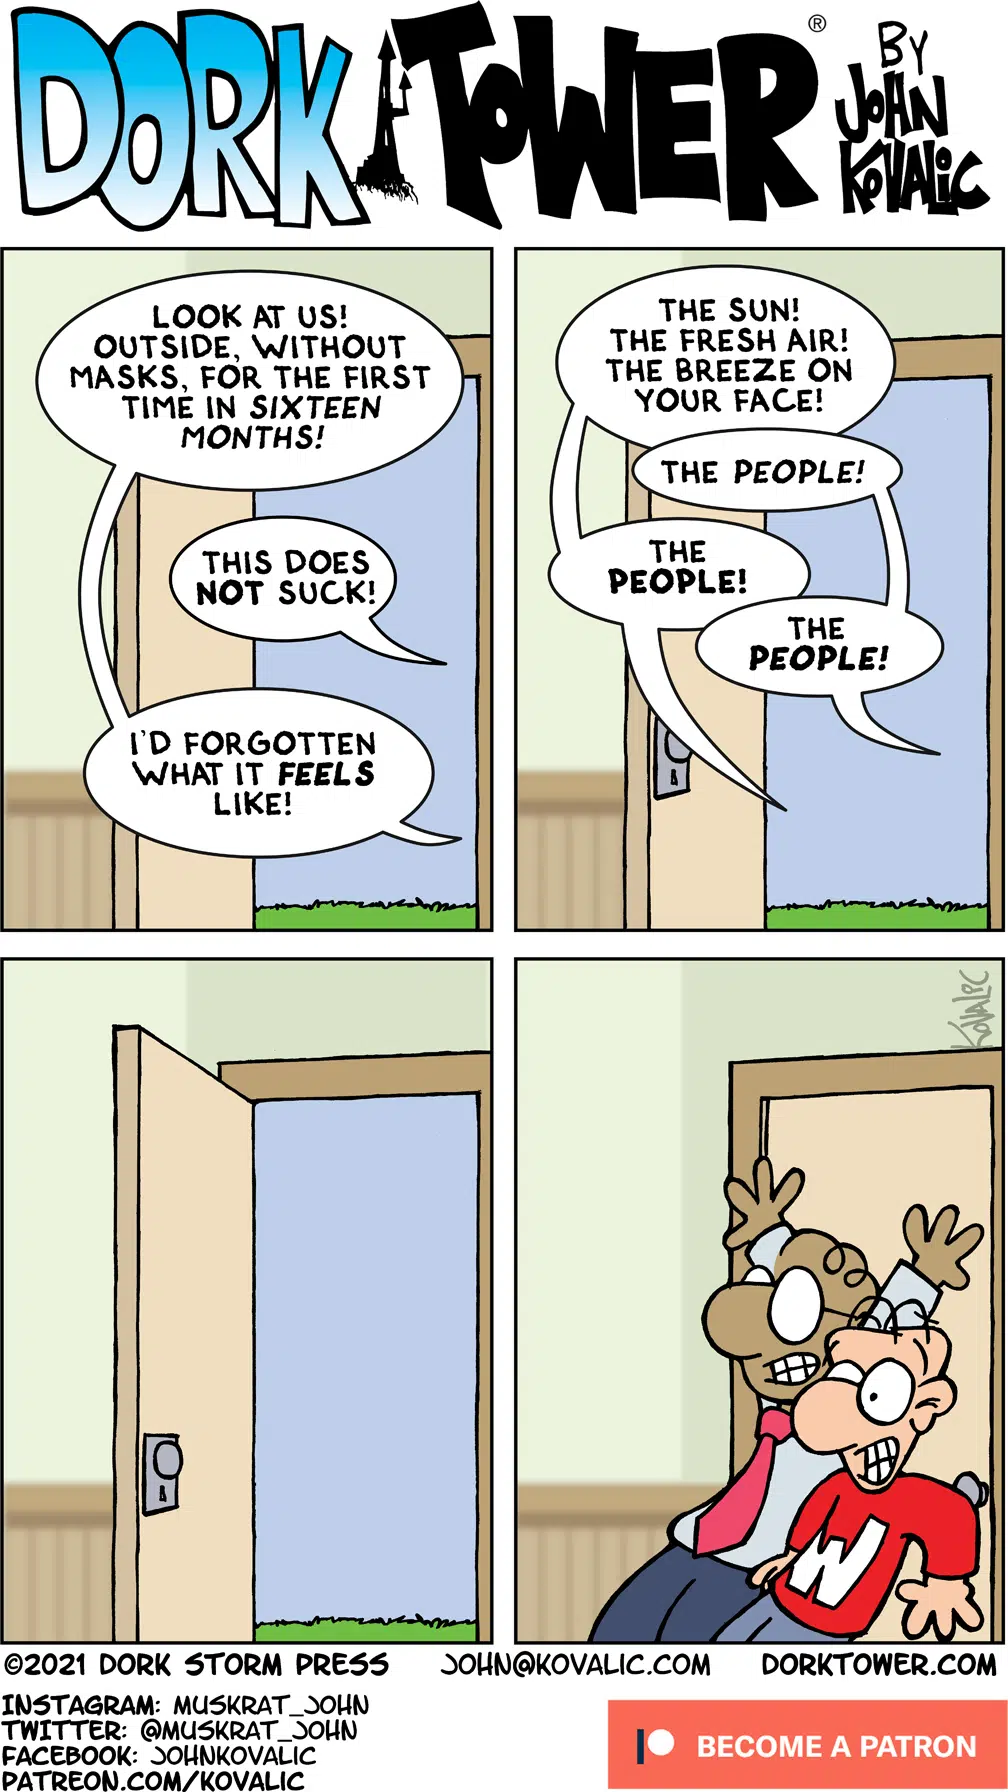 DORK TOWER ®
BY
JOHN
KOVALIC
LOOK AT US!
OUTSIDE, WITHOUT
MASKS, FOR THE FIRST
TIME IN SIXTEEN
MONTHS!
THIS DOES
NOT SUCK!
I'D FORGOTTEN
WHAT IT FEELS
LIKE!
THE SUN!
THE FRESH AIR!
THE BREEZE ON
YOUR FACE!
THE PEOPLE!
THE
PEOPLE!
THE
PEOPLE!
KOVALIC
W
©2021 DORK STORM PRESS JOHN@KOVALIC.COM DORKTOWER.COM
INSTAGRAM: MUSKRAT_JOHN
TWITTER: @MUSKRAT_JOHN
FACEBOOK: JOHNKOVALIC
PATREON.COM/KOVALIC
BECOME A PATRON